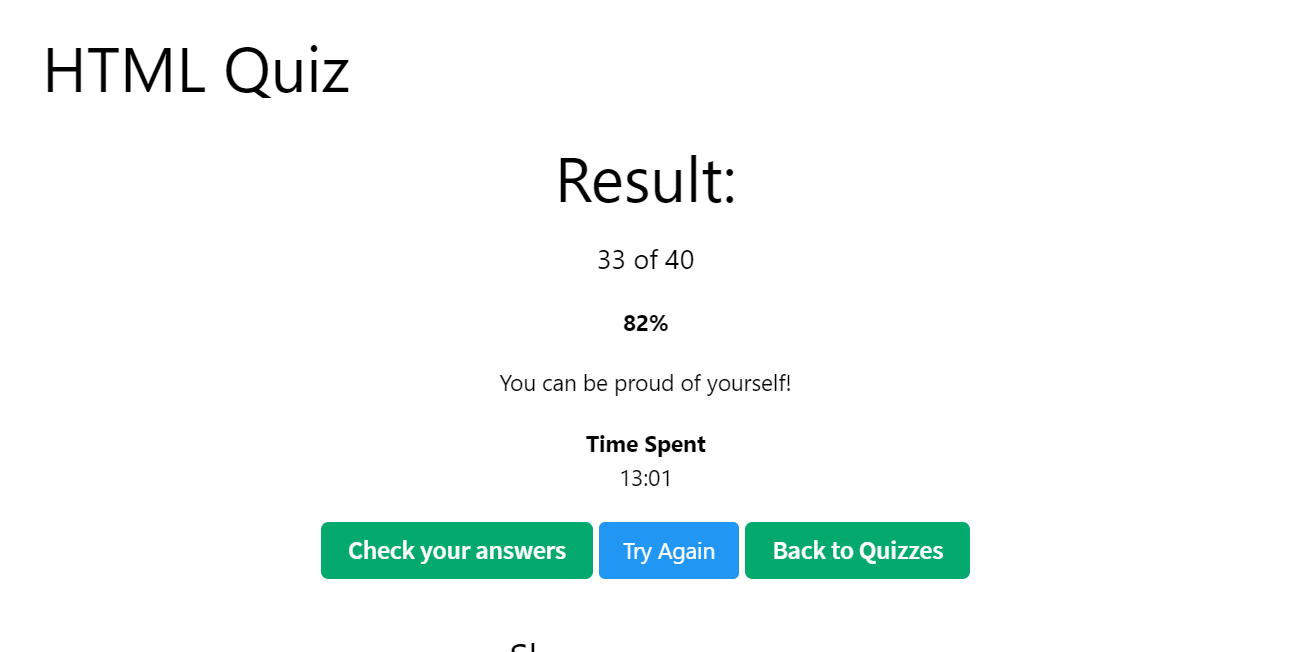 HTML Quiz
Result:
33 of 40
82%
You can be proud of yourself!
Time Spent
13:01
Check your answers Try Again Back to Quizzes